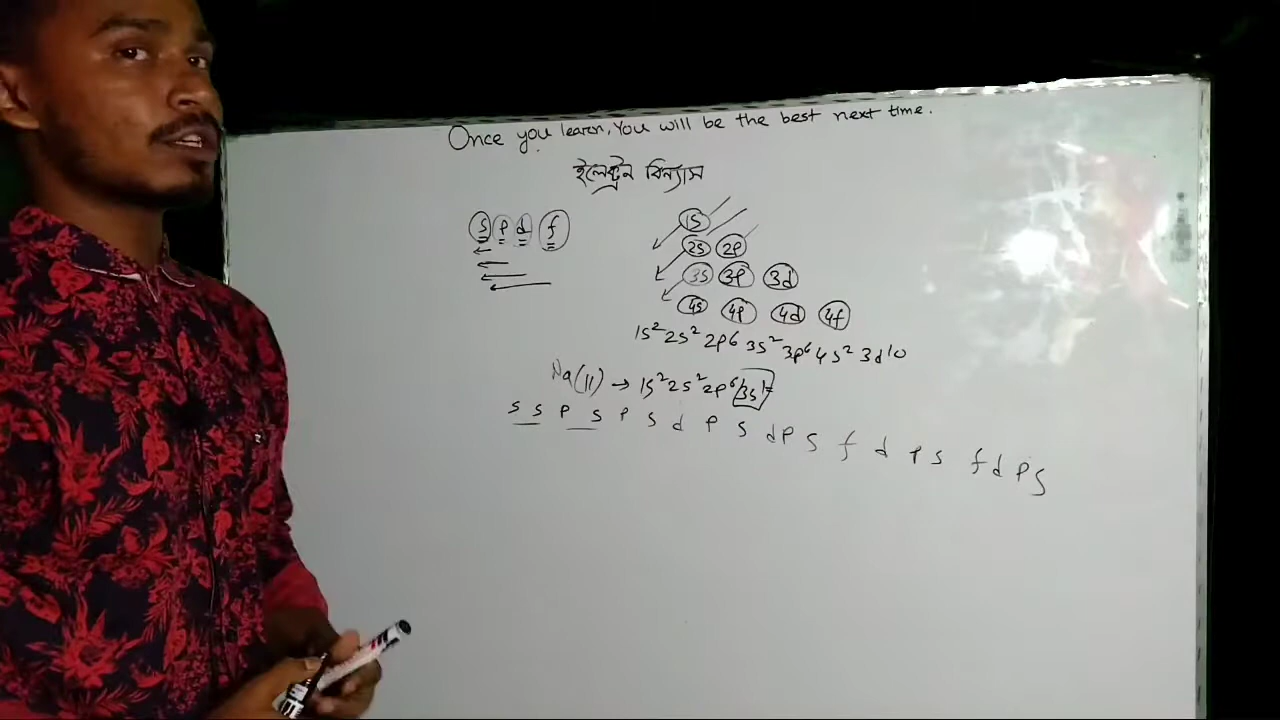 Once you learn, You will be the best next time.
ইলেক্ট্রন বিন্যাস
s p d f
1s
2s 2p
3s 3p 3d
4s 4p 4d 4f
1s² 2s² 2p⁶ 3s² 3p⁶ 4s² 3d¹⁰
Na(11) → 1s² 2s² 2p⁶ 3s¹
s s p s p s d p s d p s f d p s f d p s